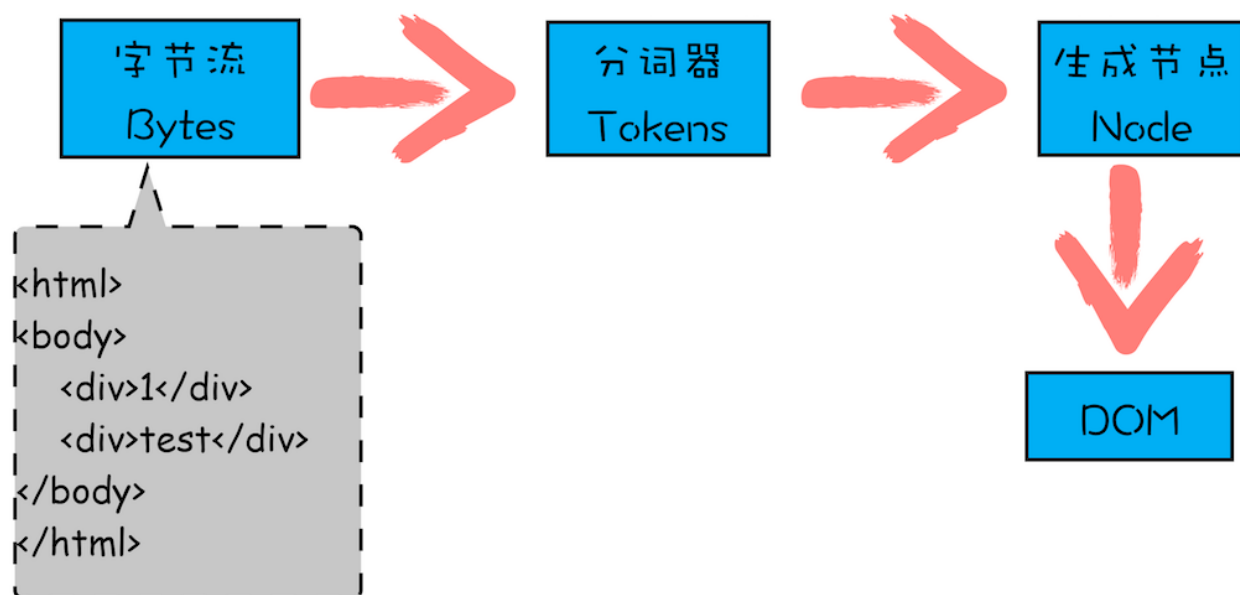 字节流
Bytes
分词器
Tokens
生成节点
Node
DOM
<html>
<body>
<div>1</div>
<div>test</div>
</body>
</html>